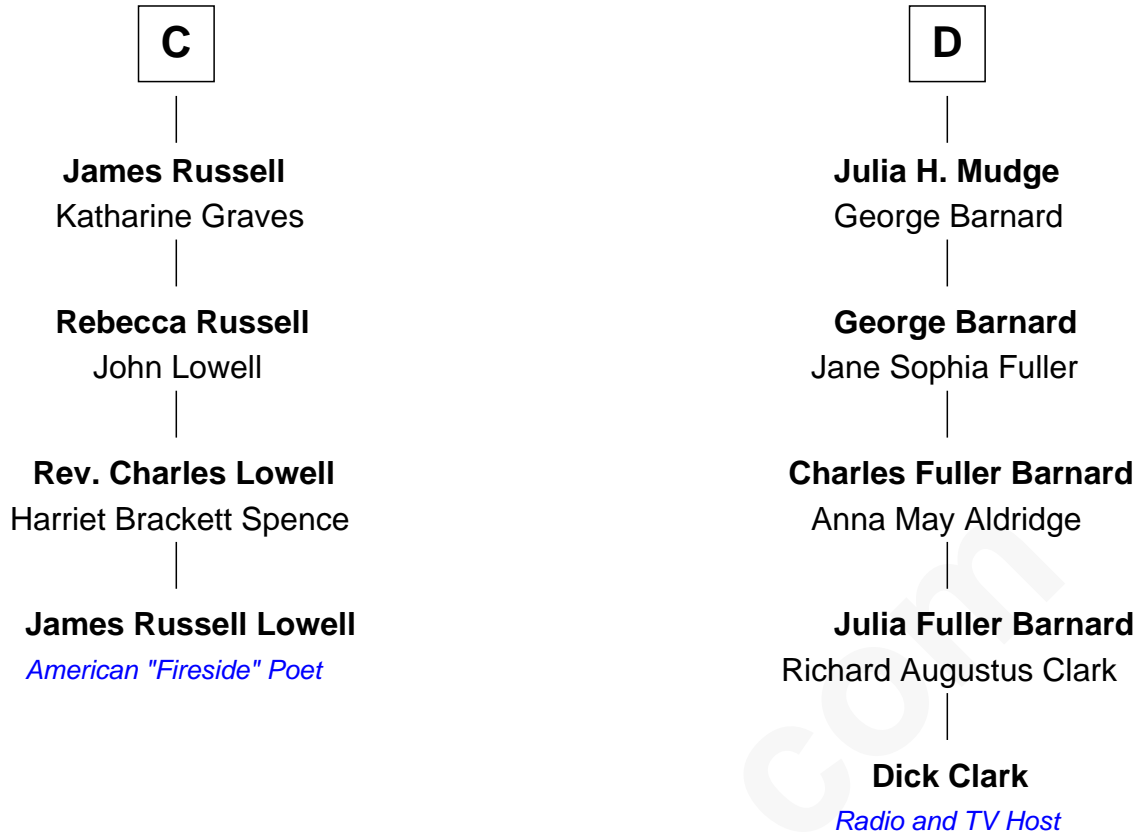 C
James Russell
Katharine Graves
Rebecca Russell
John Lowell
Rev. Charles Lowell
Harriet Brackett Spence
James Russell Lowell
American "Fireside" Poet
D
Julia H. Mudge
George Barnard
George Barnard
Jane Sophia Fuller
Charles Fuller Barnard
Anna May Aldridge
Julia Fuller Barnard
Richard Augustus Clark
Dick Clark
Radio and TV Host
com